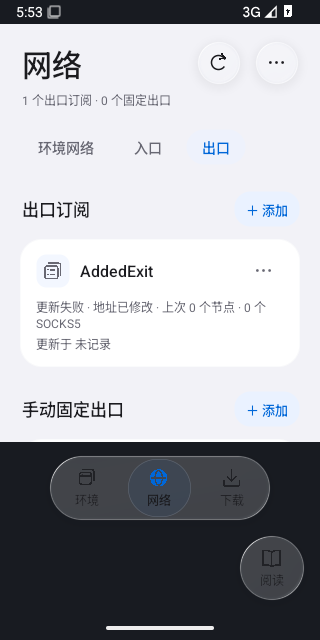 5:53 3G
网络
1 个出口订阅 · 0 个固定出口
环境网络 入口 出口
出口订阅 + 添加
AddedExit
更新失败 · 地址已修改 · 上次 0 个节点 · 0 个
SOCKS5
更新于 未记录
手动固定出口 + 添加
环境 网络 下载
阅读